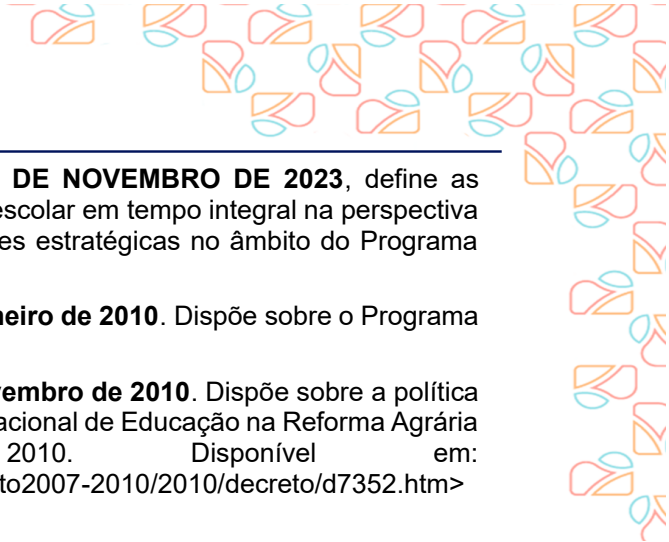 DE NOVEMBRO DE 2023, define as
escolar em tempo integral na perspectiva
es estratégicas no âmbito do Programa
neiro de 2010. Dispõe sobre o Programa
vembro de 2010. Dispõe sobre a política
acional de Educação na Reforma Agrária
2010. Disponível em:
to2007-2010/2010/decreto/d7352.htm>